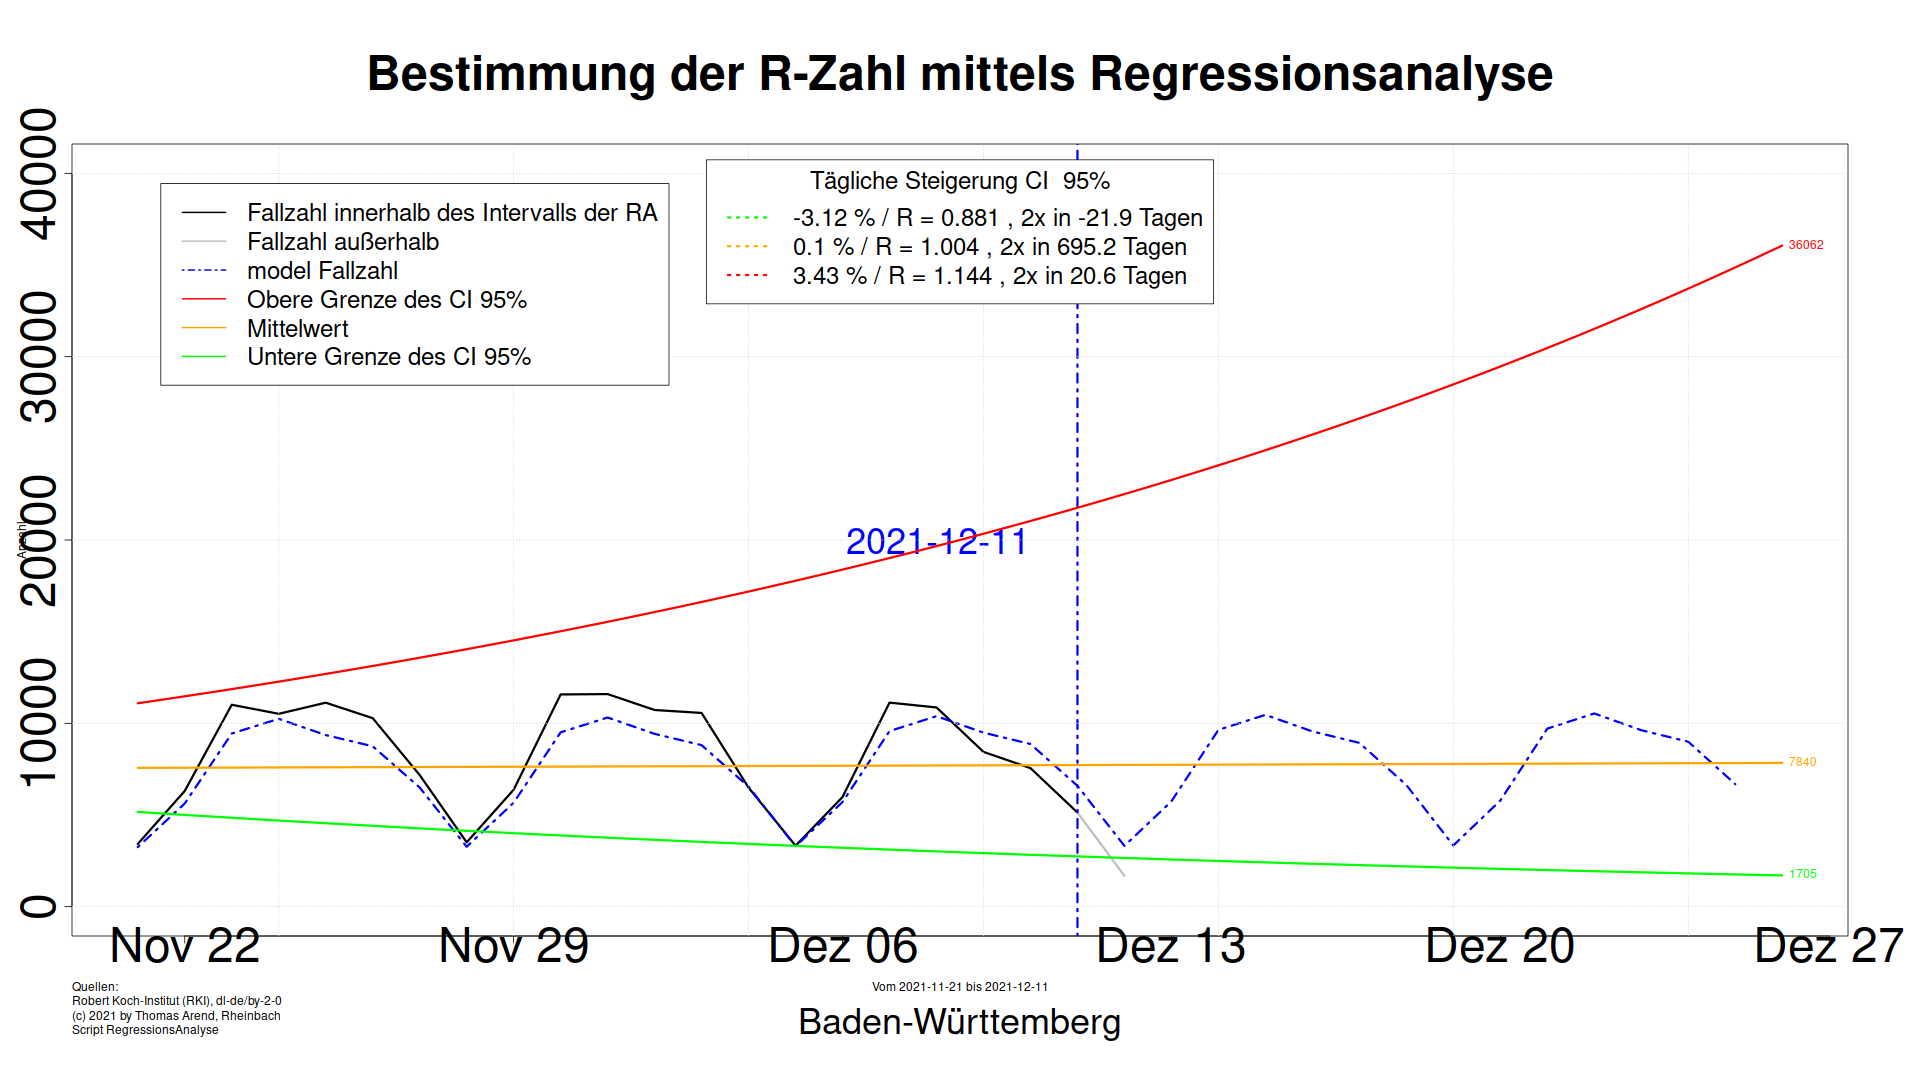 Bestimmung der R-Zahl mittels Regressionsanalyse
Fallzahl innerhalb des Intervalls der RA
Fallzahl außerhalb
model Fallzahl
Obere Grenze des CI 95%
Mittelwert
Untere Grenze des CI 95%
Tägliche Steigerung CI  95%
-3.12 % / R = 0.881 , 2x in -21.9 Tagen
0.1 % / R = 1.004 , 2x in 695.2 Tagen
3.43 % / R = 1.144 , 2x in 20.6 Tagen
40000
30000
20000
10000
0
Anzahl
2021-12-11
36062
7840
1705
Nov 22
Nov 29
Dez 06
Dez 13
Dez 20
Dez 27
Quellen:
Robert Koch-Institut (RKI), dl-de/by-2-0
(c) 2021 by Thomas Arend, Rheinbach
Script RegressionsAnalyse
Vom 2021-11-21 bis 2021-12-11
Baden-Württemberg